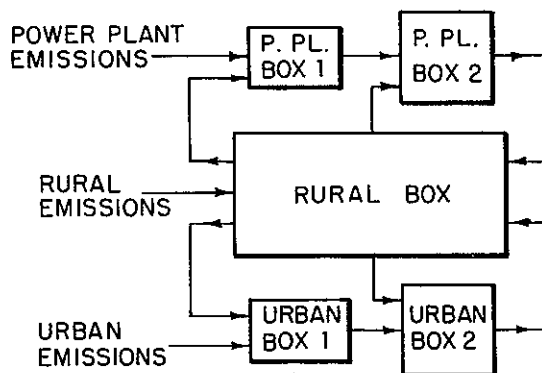 POWER PLANT
EMISSIONS
P. PL.
BOX 1
P. PL.
BOX 2
RURAL
EMISSIONS
RURAL BOX
URBAN
EMISSIONS
URBAN
BOX 1
URBAN
BOX 2